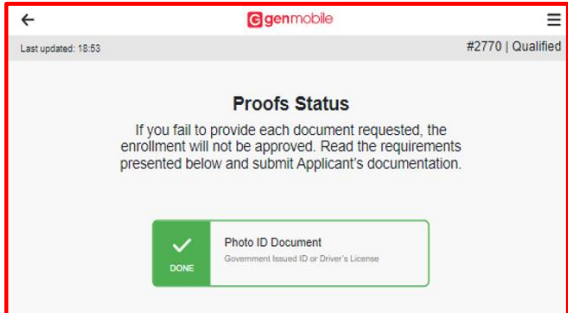 genmobile
Last updated: 18:53
#2770 | Qualified
Proofs Status
If you fail to provide each document requested, the
enrollment will not be approved. Read the requirements
presented below and submit Applicant's documentation.
Photo ID Document
Government Issued ID or Driver's License
DONE